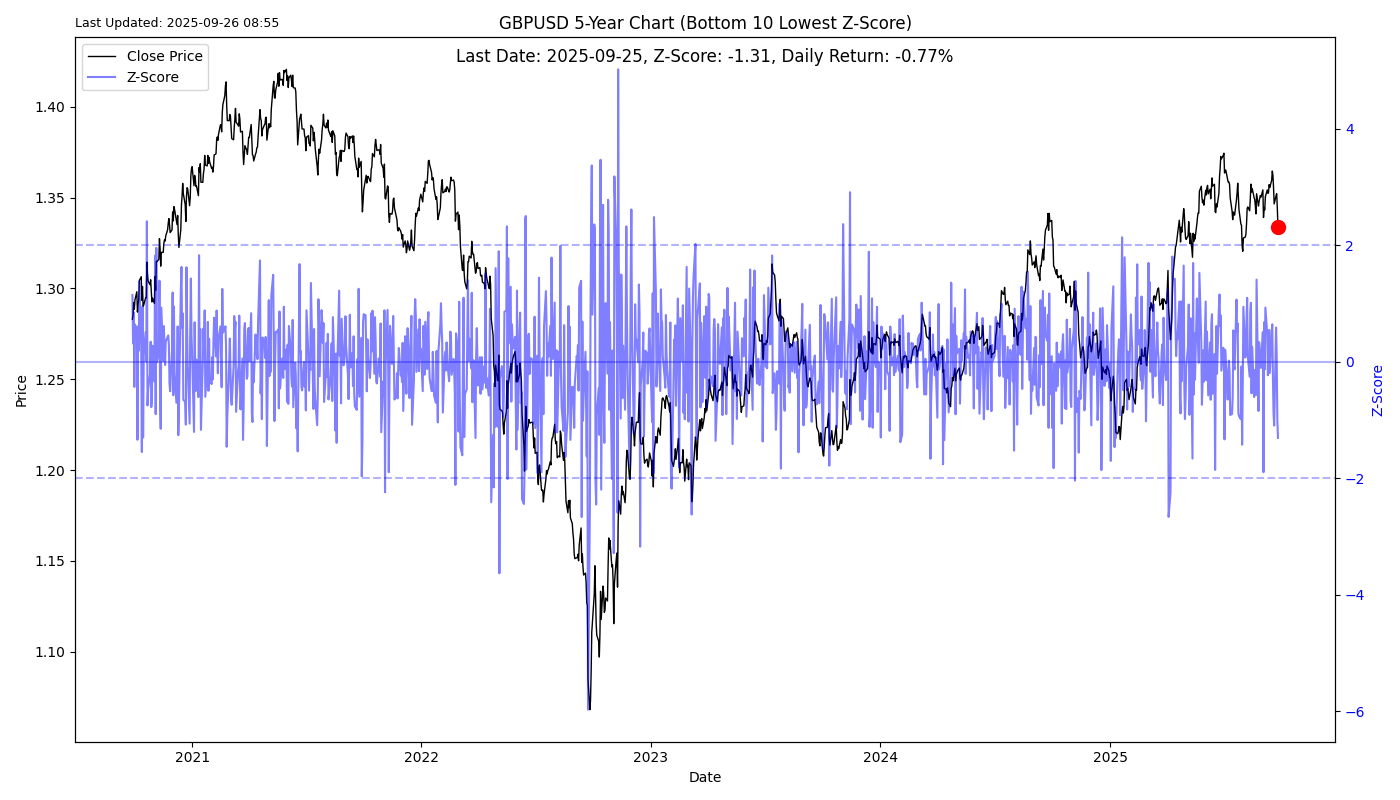 Last Updated: 2025-09-26 08:55
GBPUSD 5-Year Chart (Bottom 10 Lowest Z-Score)
Last Date: 2025-09-25, Z-Score: -1.31, Daily Return: -0.77%
Close Price
Z-Score
1.40
1.35
1.30
1.25
1.20
1.15
1.10
Price
4
2
0
−2
−4
−6
Z-Score
2021
2022
2023
2024
2025
Date